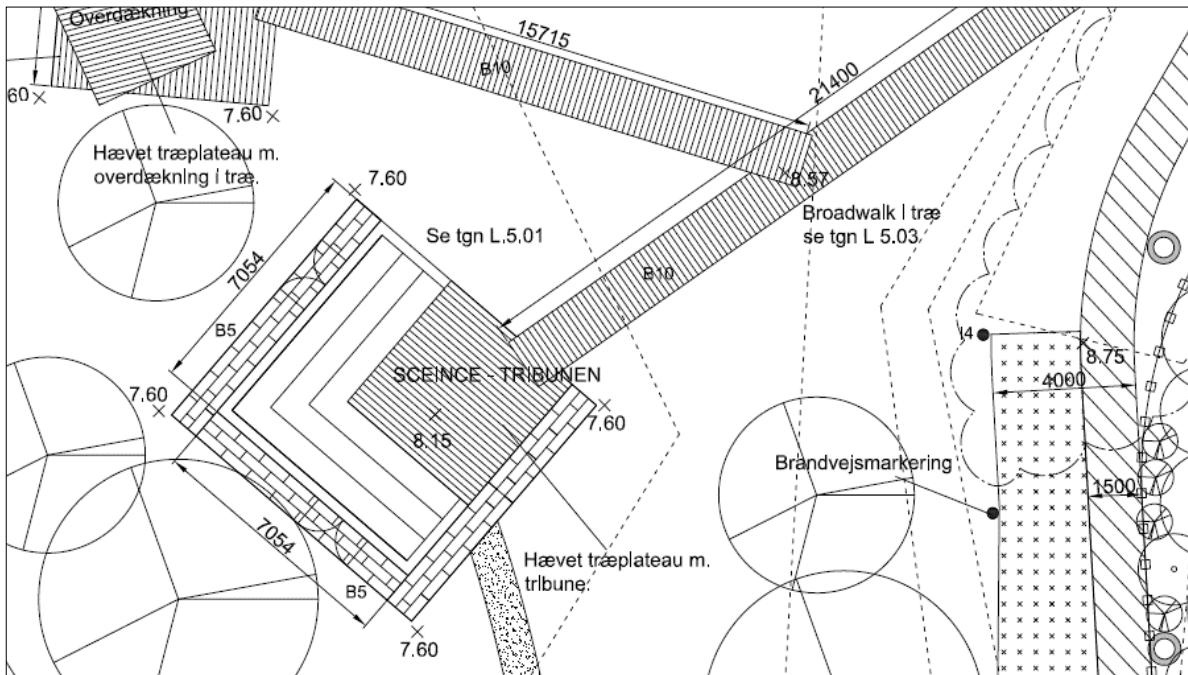 Overdækning
15715
B10
21400
60
7.60
Hævet træplateau m.
overdækning i træ.
7.60
8.57
Se tgn L.5,01
Broadwalk I træ
se tgn L 5.03
7054
B10
B5
I4
8.75
SCEINCE - TRIBUNEN
4000
7.60
7,60
8.15
Brandvejsmarkering
1500
7054
Hævet træplateau m.
tribune.
B5
7.60